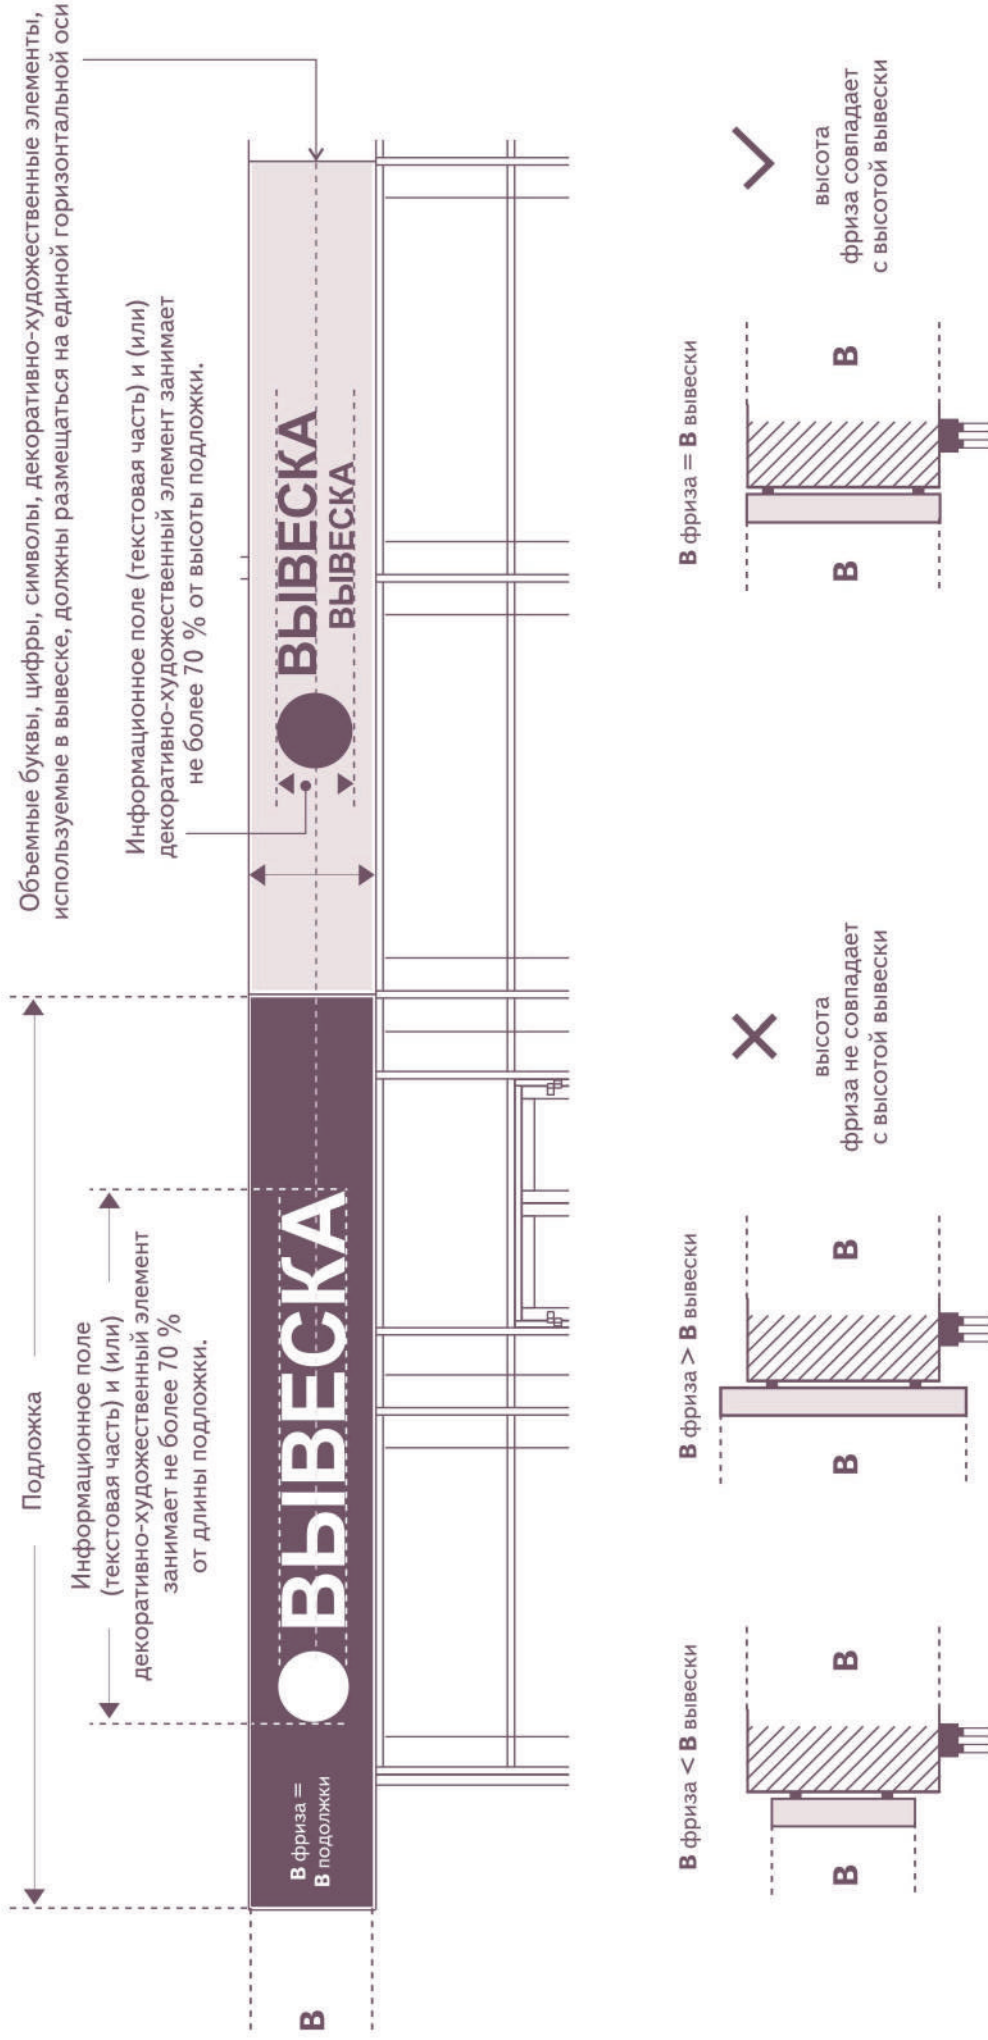 Подложка
Информационное поле
(текстовая часть) и (или)
декоративно-художественный элемент
занимает не более 70 %
от длины подложки.
Объемные буквы, цифры, символы, декоративно-художественные элементы,
используемые в вывеске, должны размещаться на единой горизонтальной оси
Информационное поле (текстовая часть) и (или)
декоративно-художественный элемент занимает
не более 70 % от высоты подложки.
В
В фриза =
В подолжки
ВЫВЕСКА
ВЫВЕСКА
ВЫВЕСКА
В фриза < В вывески
В
В
В фриза > В вывески
В
В
высота
фриза не совпадает
с высотой вывески
В фриза = В вывески
В
В
высота
фриза совпадает
с высотой вывески